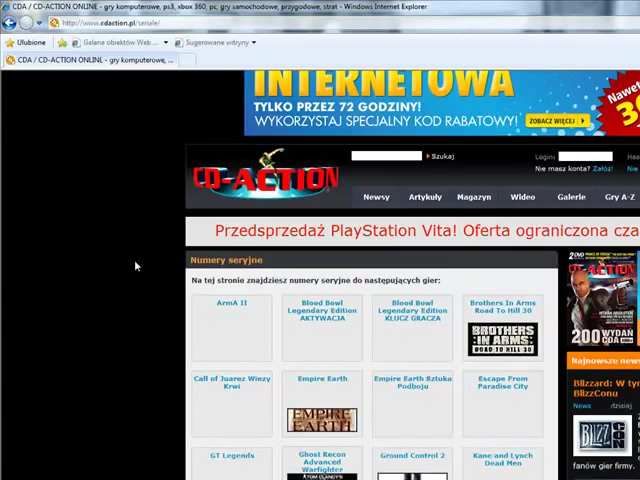 CDA / CD-ACTION ONLINE - gry komputerowe, ps3, xbox 360, pc, gry samochodowe, przygodowe, strat - Windows Internet Explorer
http://www.cdaction.pl/seriale/
Ulubione
Galeria obiektów Web ...
Sugerowane witryny
CDA / CD-ACTION ONLINE - gry komputerowe, ...
INTERNETOWA
TYLKO PRZEZ 72 GODZINY!
WYKORZYSTAJ SPECJALNY KOD RABATOWY!
ZOBACZ WIĘCEJ
Nawet
CD-ACTION
Szukaj
Login:
Nie masz konta? Załóż!
Newsy
Artykuły
Magazyn
Wideo
Galerie
Gry A-Z
Przedsprzedaż PlayStation Vita! Oferta ograniczona cza
Numery seryjne
Na tej stronie znajdziesz numery seryjne do następujących gier:
ArmA II
Blood Bowl
Legendary Edition
AKTYWACJA
Blood Bowl
Legendary Edition
KLUCZ GRACZA
Brothers In Arms
Road To Hill 30
BROTHERS
IN ARMS
ROAD TO HILL 30
Call of Juarez Wiezy
Krwi
Empire Earth
EMPIRE
EARTH
Empire Earth Sztuka
Podboju
Escape From
Paradise City
GT Legends
Ghost Recon
Advanced
Warfighter
Ground Control 2
Kane and Lynch
Dead Men
2DVD
CD-ACTION
200 WYDAŃ
CDA
Najnowsze news
Blizzard: W ty
BlizzConu
News
dzisiaj
BLIZZ
CON
fanów gier firmy.